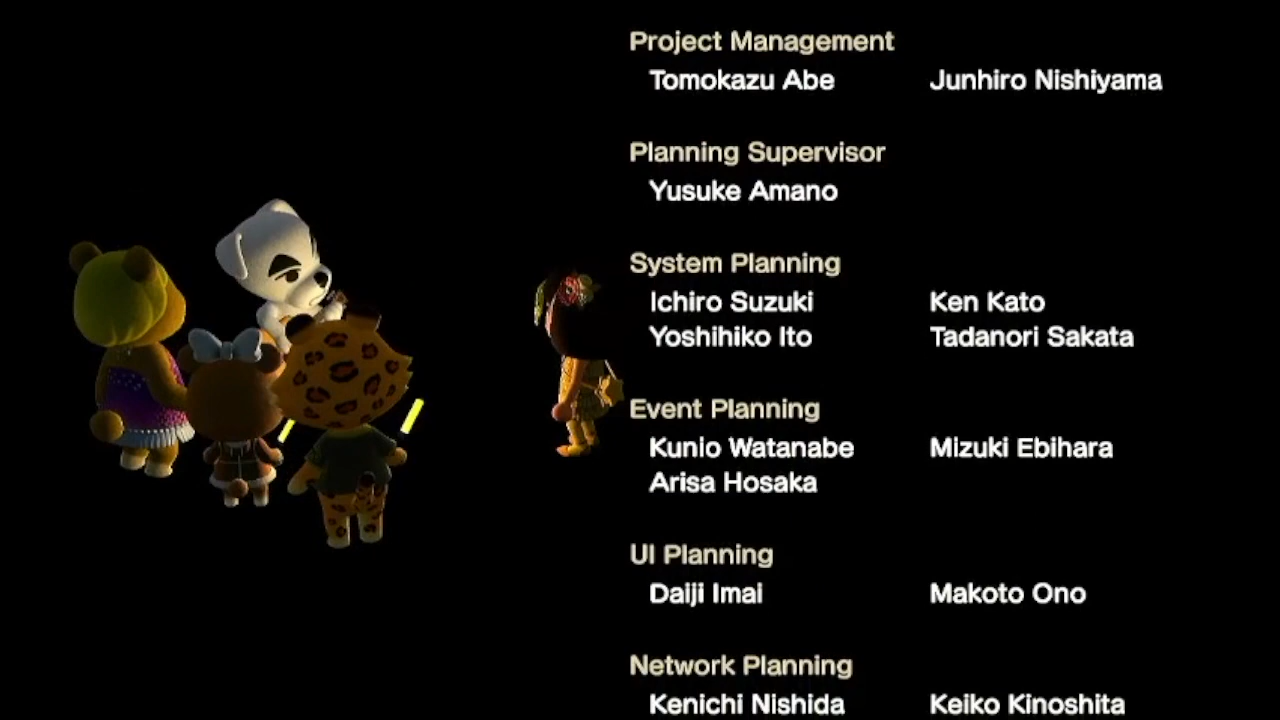 Project Management
Tomokazu Abe Junhiro Nishiyama
Planning Supervisor
Yusuke Amano
System Planning
Ichiro Suzuki Ken Kato
Yoshihiko Ito Tadanori Sakata
Event Planning
Kunio Watanabe Mizuki Ebihara
Arisa Hosaka
UI Planning
Daiji Imai Makoto Ono
Network Planning
Kenichi Nishida Keiko Kinoshita